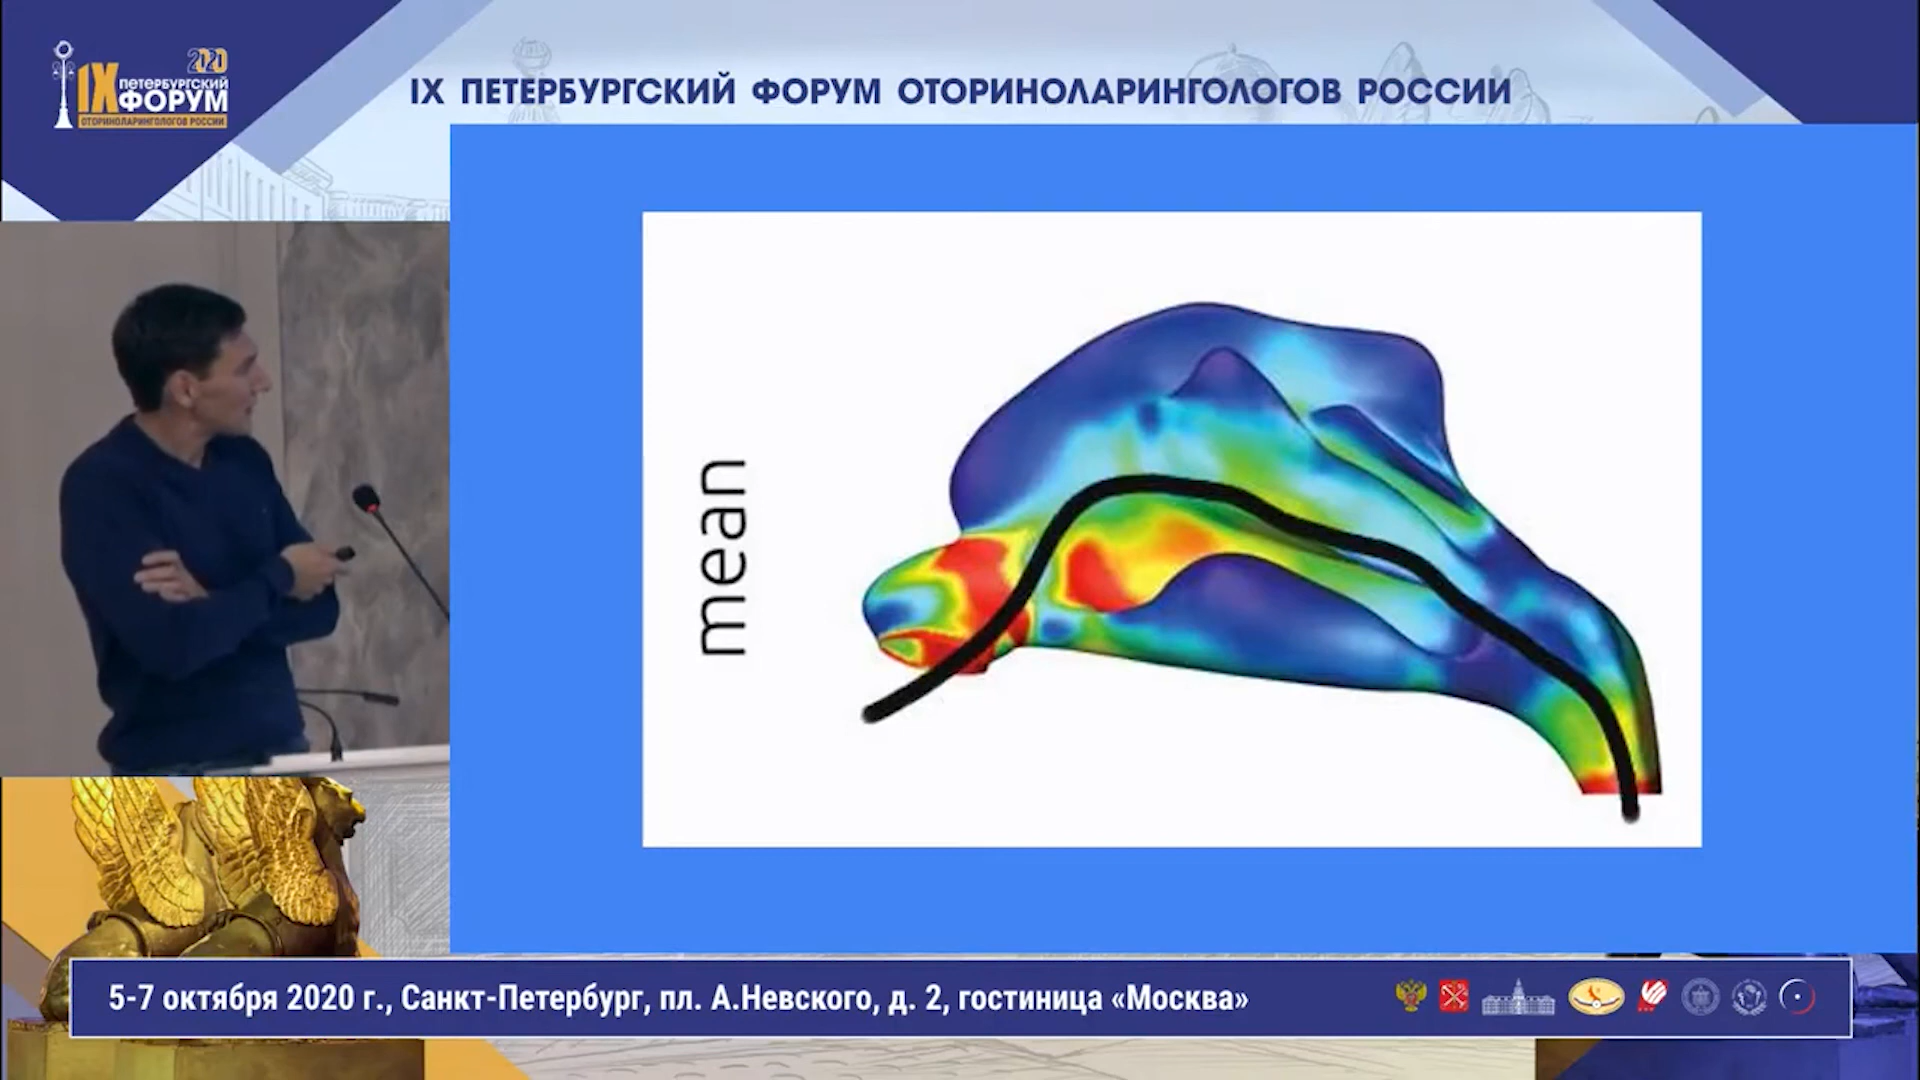 2020
IX ПЕТЕРБУРГСКИЙ
ФОРУМ
ОТОРИНОЛАРИНГОЛОГОВ РОССИИ
IX ПЕТЕРБУРГСКИЙ ФОРУМ ОТОРИНОЛАРИНГОЛОГОВ РОССИИ
mean
5-7 октября 2020 г., Санкт-Петербург, пл. А.Невского, д. 2, гостиница «Москва»